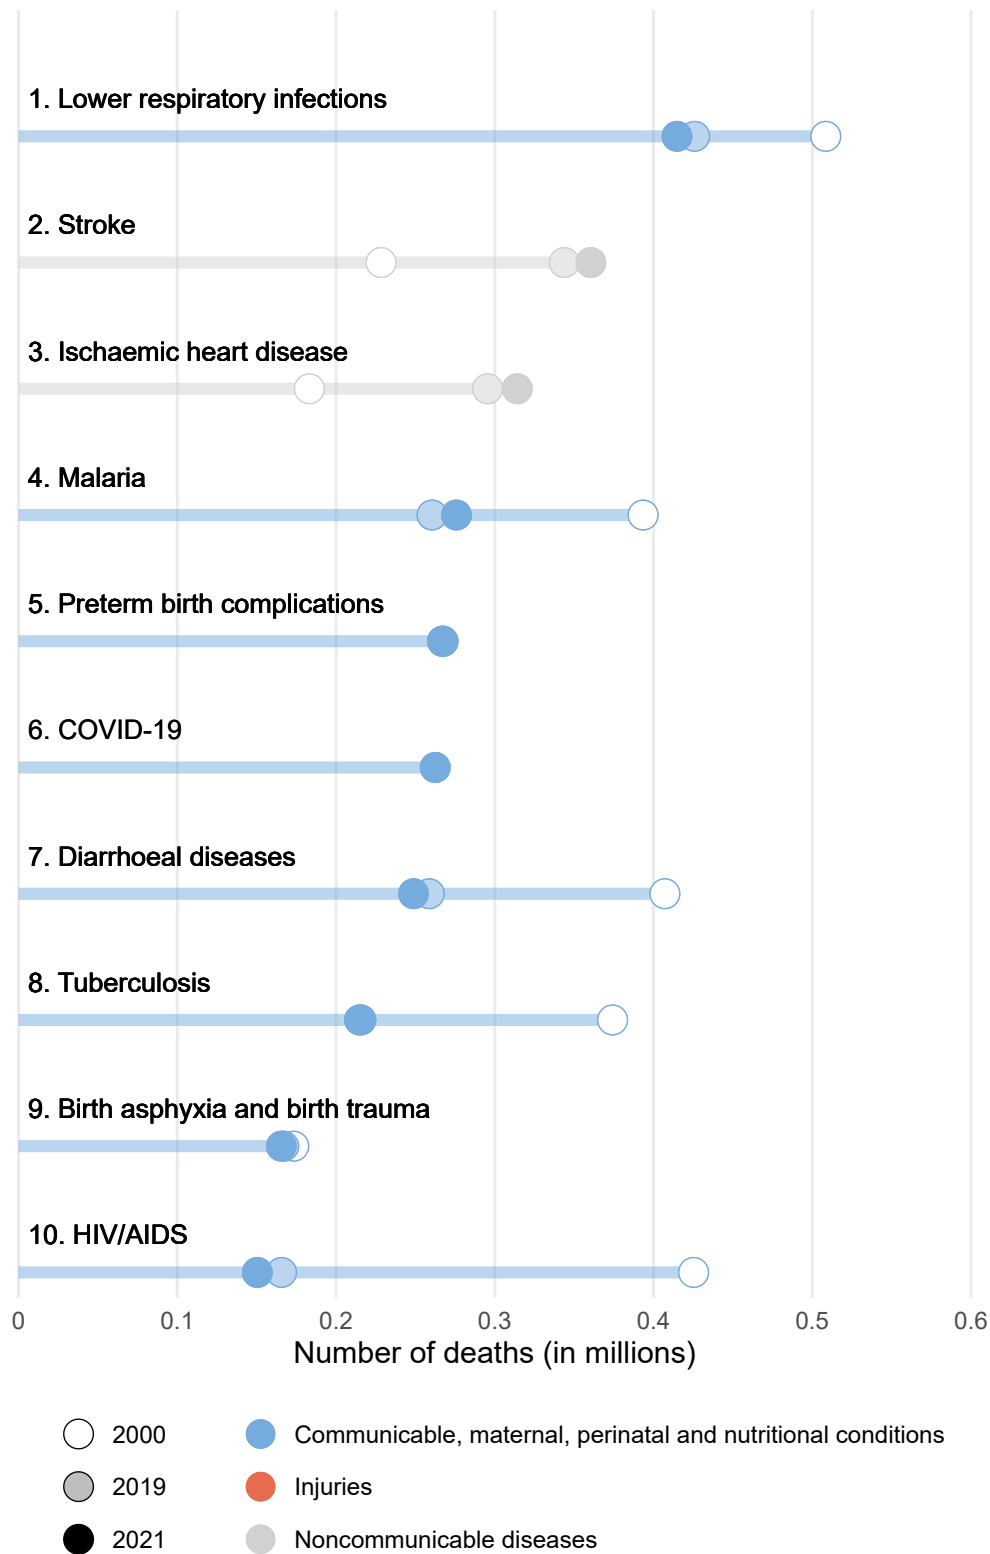 1. Lower respiratory infections
2. Stroke
3. Ischaemic heart disease
4. Malaria
5. Preterm birth complications
6. COVID-19
7. Diarrhoeal diseases
8. Tuberculosis
9. Birth asphyxia and birth trauma
10. HIV/AIDS
0 0.1 0.2 0.3 0.4 0.5 0.6
Number of deaths (in millions)
2000 Communicable, maternal, perinatal and nutritional conditions
2019 Injuries
2021 Noncommunicable diseases